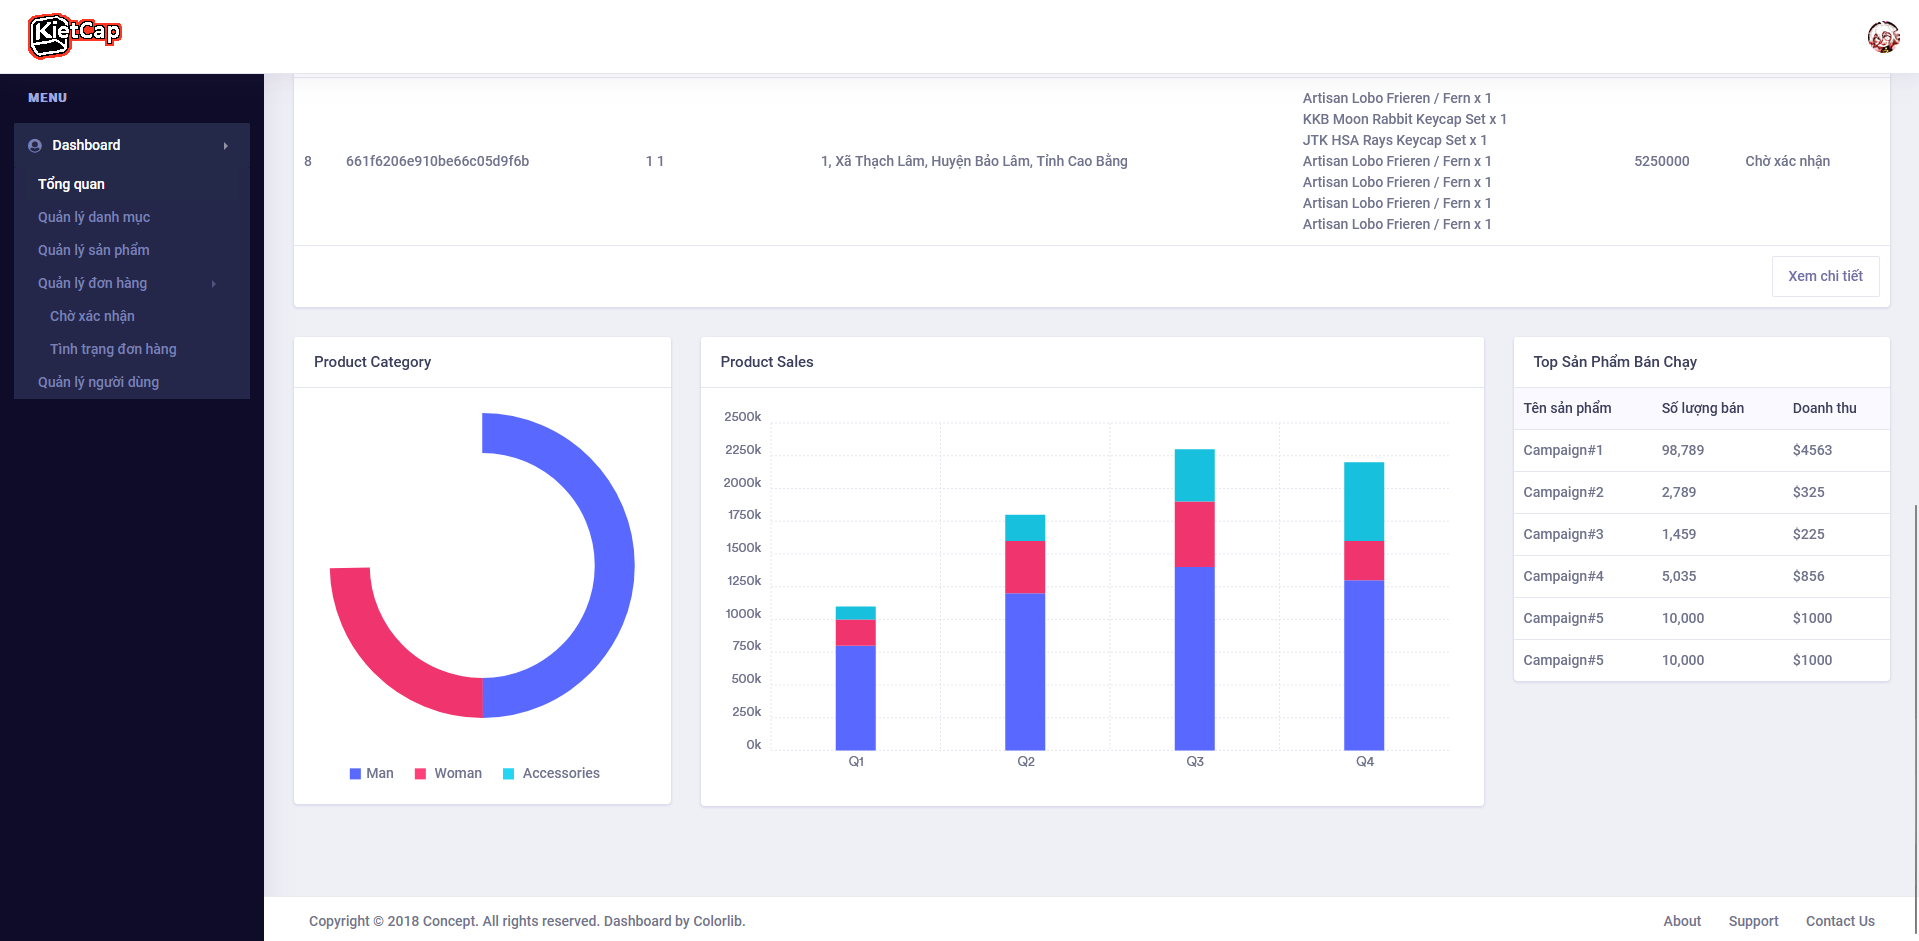 KietCap
MENU
Dashboard
Tổng quan
Quản lý danh mục
Quản lý sản phẩm
Quản lý đơn hàng
Chờ xác nhận
Tình trạng đơn hàng
Quản lý người dùng
8 661f6206e910be66c05d9f6b 1 1 1, Xã Thạch Lâm, Huyện Bảo Lâm, Tỉnh Cao Bằng
Artisan Lobo Frieren / Fern x 1
KKB Moon Rabbit Keycap Set x 1
JTK HSA Rays Keycap Set x 1
Artisan Lobo Frieren / Fern x 1
Artisan Lobo Frieren / Fern x 1
Artisan Lobo Frieren / Fern x 1
Artisan Lobo Frieren / Fern x 1
5250000 Chờ xác nhận
Xem chi tiết
Product Category
Man Woman Accessories
Product Sales
2500k
2250k
2000k
1750k
1500k
1250k
1000k
750k
500k
250k
0k
Q1 Q2 Q3 Q4
Top Sản Phẩm Bán Chạy
Tên sản phẩm Số lượng bán Doanh thu
Campaign#1 98,789 $4563
Campaign#2 2,789 $325
Campaign#3 1,459 $225
Campaign#4 5,035 $856
Campaign#5 10,000 $1000
Campaign#5 10,000 $1000
Copyright © 2018 Concept. All rights reserved. Dashboard by Colorlib.
About Support Contact Us